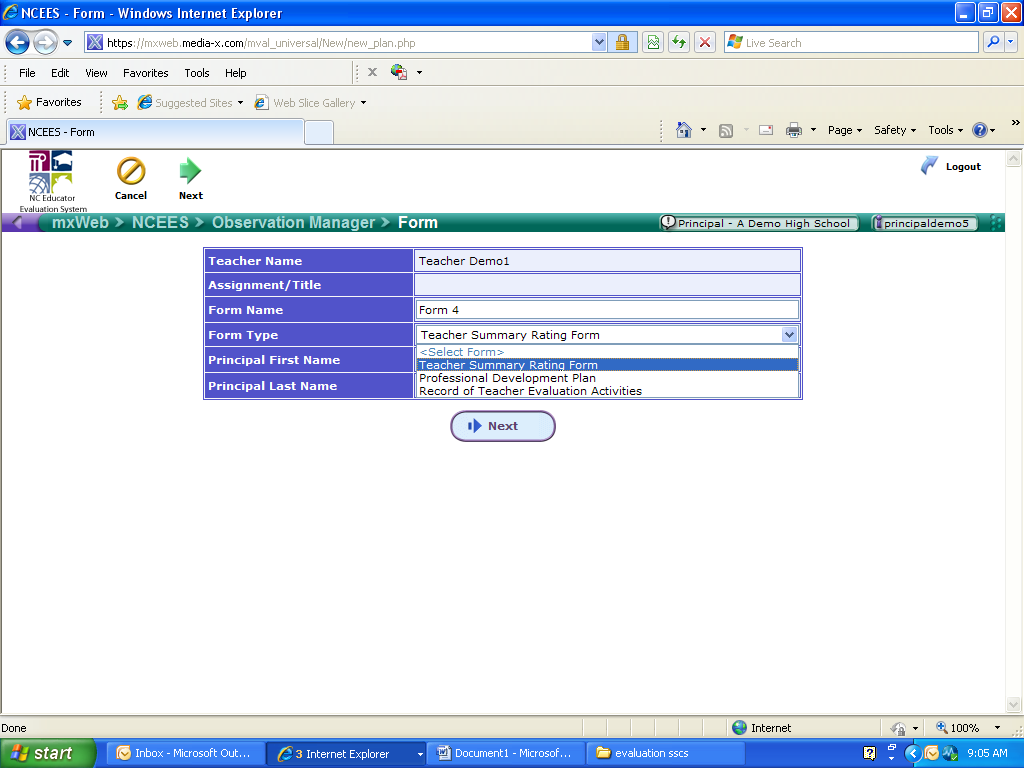 NCEES - Form - Windows Internet Explorer
https://mxweb.media-x.com/mval_universal/New/new_plan.php
Live Search
File Edit View Favorites Tools Help
Favorites Suggested Sites Web Slice Gallery
NCEES - Form
Page Safety Tools
NC Educator
Evaluation System
Cancel
Next
Logout
mxWeb > NCEES > Observation Manager > Form
Principal - A Demo High School
principaldemo5
Teacher Name Teacher Demo1
Assignment/Title
Form Name Form 4
Form Type Teacher Summary Rating Form
<Select Form>
Teacher Summary Rating Form
Principal First Name
Professional Development Plan
Principal Last Name
Record of Teacher Evaluation Activities
Next
Done Internet 100%
start Inbox - Microsoft Out... 3 Internet Explorer Document1 - Microsof... evaluation sscs 9:05 AM